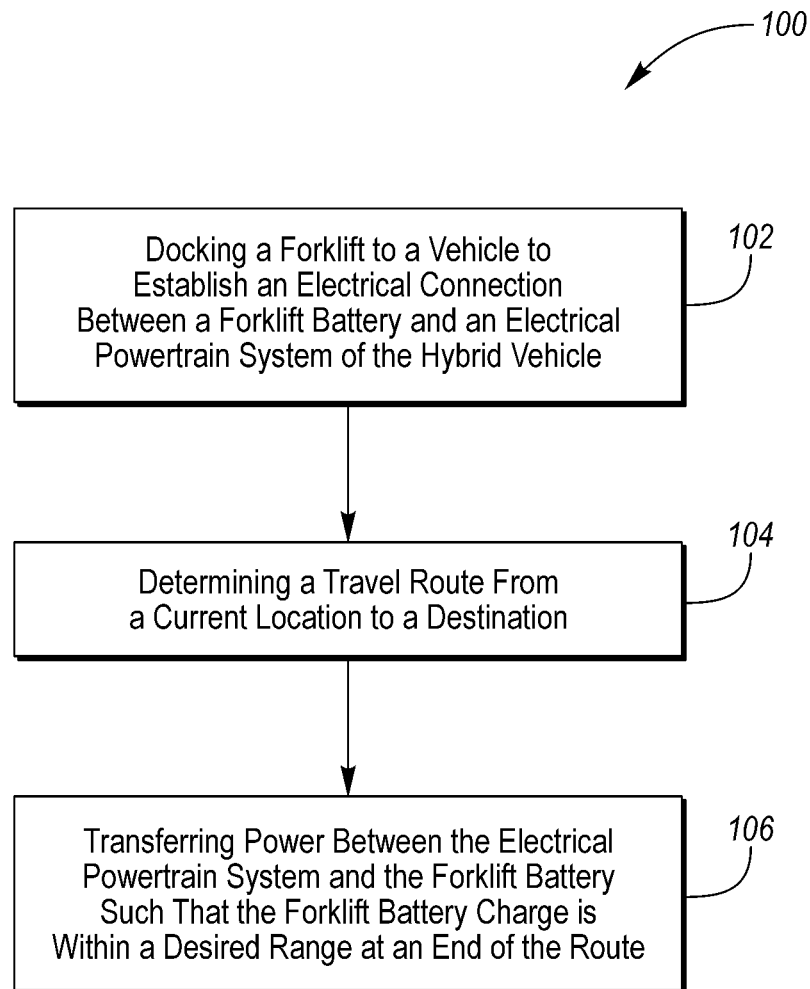 100
Docking a Forklift to a Vehicle to
Establish an Electrical Connection
Between a Forklift Battery and an Electrical
Powertrain System of the Hybrid Vehicle
102
Determining a Travel Route From
a Current Location to a Destination
104
Transferring Power Between the Electrical
Powertrain System and the Forklift Battery
Such That the Forklift Battery Charge is
Within a Desired Range at an End of the Route
106